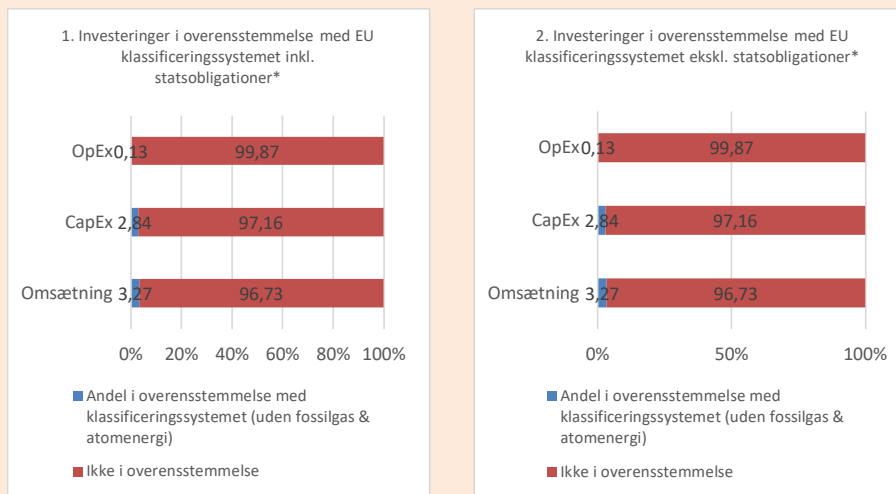 1. Investeringer i overensstemmelse med EU
klassificeringssystemet inkl.
statsobligationer*
OpEx 0,13 99,87
CapEx 2,84 97,16
Omsætning 3,27 96,73
0% 20% 40% 60% 80% 100%
Andel i overensstemmelse med
klassificeringssystemet (uden fossilgas &
atomenergi)
Ikke i overensstemmelse
2. Investeringer i overensstemmelse med EU
klassificeringssystemet ekskl. statsobligationer*
OpEx 0,13 99,87
CapEx 2,84 97,16
Omsætning 3,27 96,73
0% 50% 100%
Andel i overensstemmelse med
klassificeringssystemet (uden fossilgas &
atomenergi)
Ikke i overensstemmelse